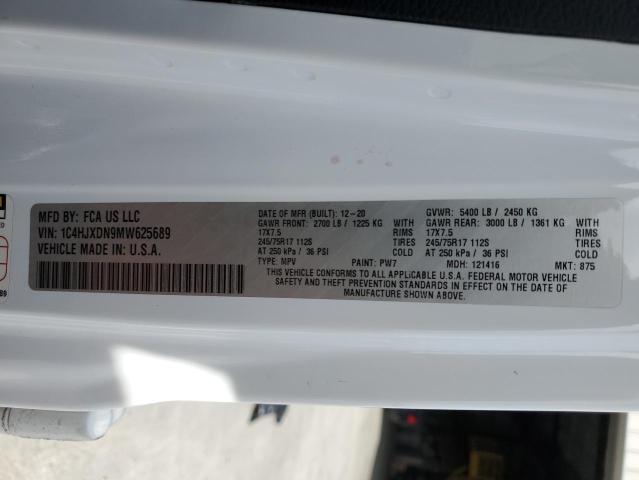 MFD BY: FCA US LLC
VIN: 1C4HJXDN9MW625689
VEHICLE MADE IN: U.S.A.
DATE OF MFR (BUILT): 12-20
GAWR FRONT: 2700 LB / 1225 KG
17X7.5 RIMS
245/75R17 112S TIRES
AT 250 kPa / 36 PSI COLD
GVWR: 5400 LB / 2450 KG
GAWR REAR: 3000 LB / 1361 KG
17X7.5 RIMS
245/75R17 112S TIRES
AT 250 kPa / 36 PSI COLD
TYPE: MPV PAINT: PW7 MDH: 121416 MKT: 875
THIS VEHICLE CONFORMS TO ALL APPLICABLE U.S.A. FEDERAL MOTOR VEHICLE
SAFETY AND THEFT PREVENTION STANDARDS IN EFFECT ON THE DATE OF
MANUFACTURE SHOWN ABOVE.